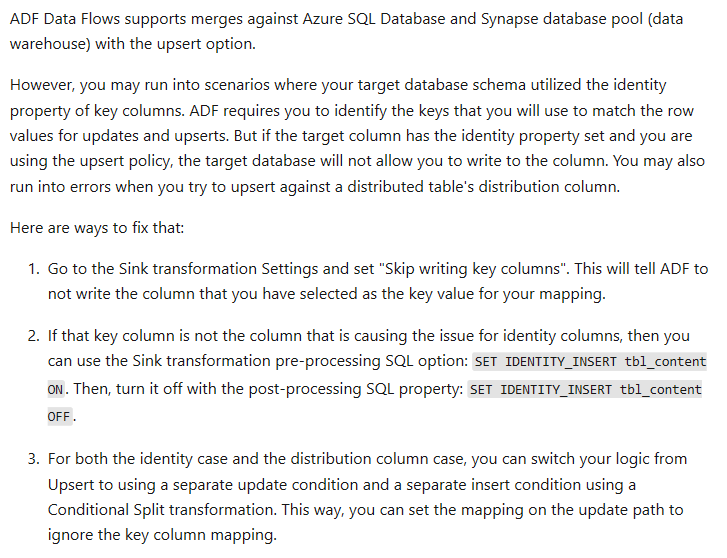 ADF Data Flows supports merges against Azure SQL Database and Synapse database pool (data
warehouse) with the upsert option.
However, you may run into scenarios where your target database schema utilized the identity
property of key columns. ADF requires you to identify the keys that you will use to match the row
values for updates and upserts. But if the target column has the identity property set and you are
using the upsert policy, the target database will not allow you to write to the column. You may also
run into errors when you try to upsert against a distributed table's distribution column.
Here are ways to fix that:
1. Go to the Sink transformation Settings and set "Skip writing key columns". This will tell ADF to
not write the column that you have selected as the key value for your mapping.
2. If that key column is not the column that is causing the issue for identity columns, then you
can use the Sink transformation pre-processing SQL option: SET IDENTITY_INSERT tbl_content
ON. Then, turn it off with the post-processing SQL property: SET IDENTITY_INSERT tbl_content
OFF.
3. For both the identity case and the distribution column case, you can switch your logic from
Upsert to using a separate update condition and a separate insert condition using a
Conditional Split transformation. This way, you can set the mapping on the update path to
ignore the key column mapping.